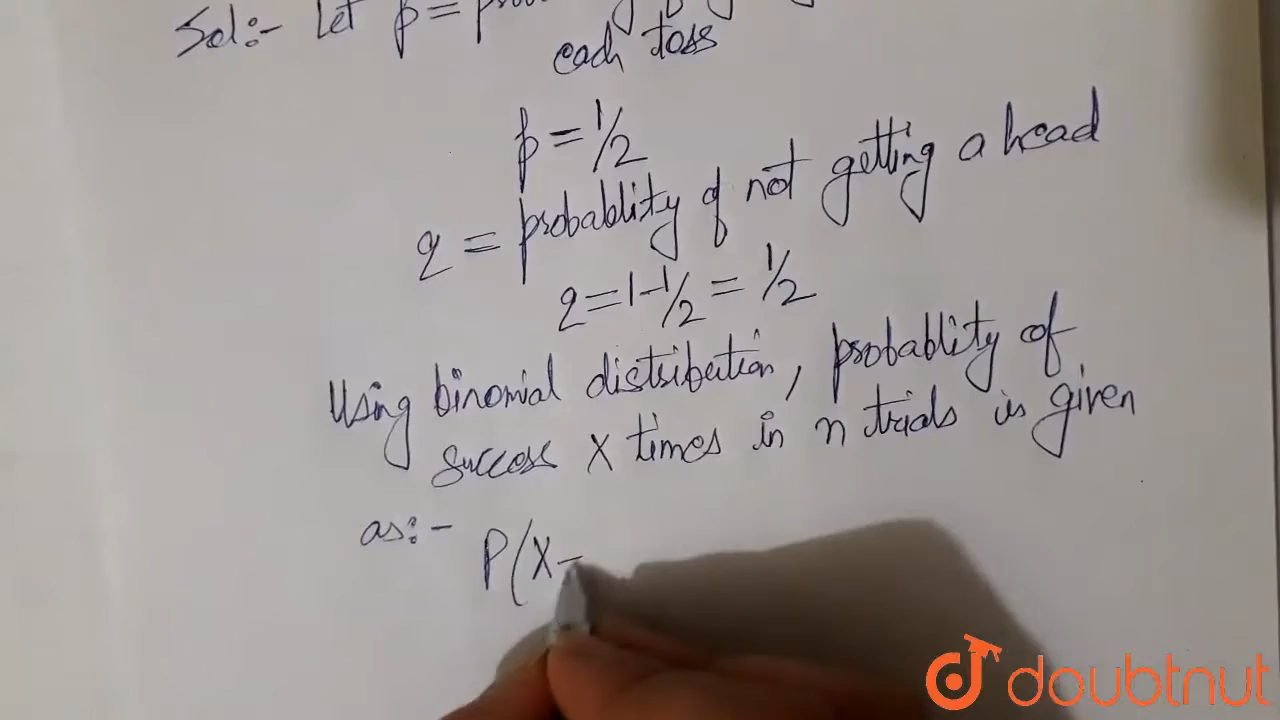 Sol:- Let p =
each toss
p = 1/2
q = probablity of not getting a head
q = 1 - 1/2 = 1/2
Using binomial distribution, probablity of
success X times in n trials is given
as:- P(X
doubtnut